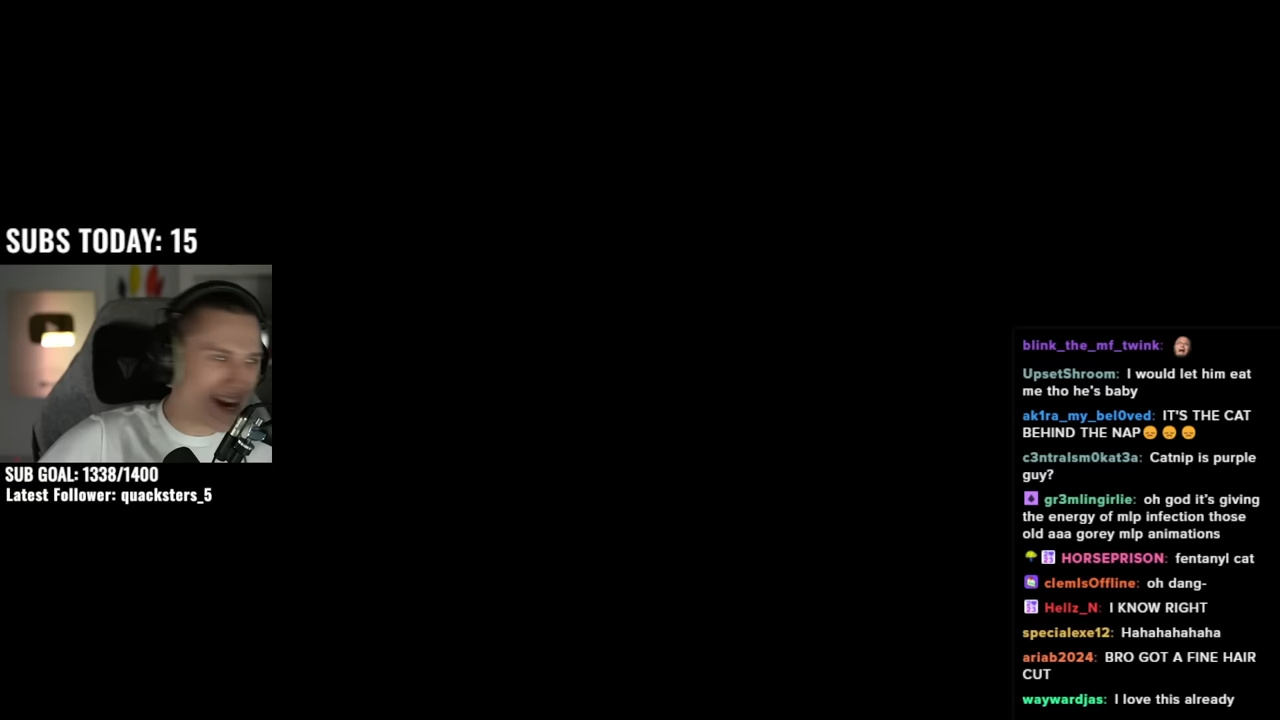 SUBS TODAY: 15
SUB GOAL: 1338/1400
Latest Follower: quacksters_5
blink_the_mf_twink:
UpsetShroom: I would let him eat
me tho he's baby
ak1ra_my_bel0ved: IT'S THE CAT
BEHIND THE NAP😞😞😞
c3ntralsm0kat3a: Catnip is purple
guy?
gr3mlingirlie: oh god it's giving
the energy of mlp infection those
old aaa gorey mlp animations
HORSEPRISON: fentanyl cat
clemIsOffline: oh dang-
Hellz_N: I KNOW RIGHT
specialexe12: Hahahahahaha
ariab2024: BRO GOT A FINE HAIR
CUT
waywardjas: I love this already